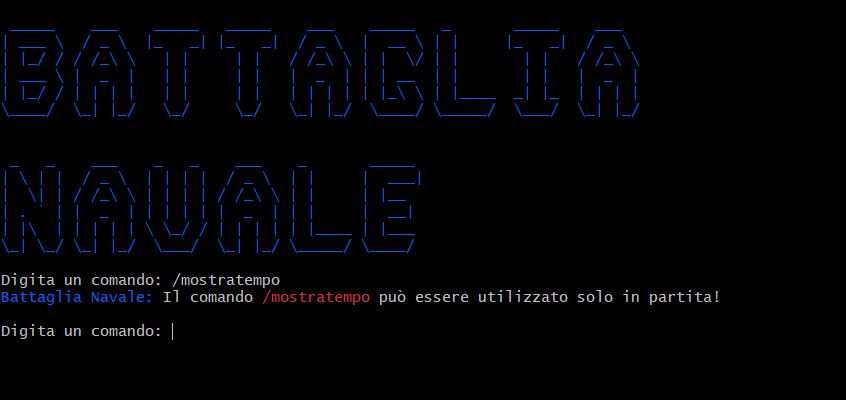 BATTAGLIA
NAVALE
Digita un comando: /mostratempo
Battaglia Navale: Il comando /mostratempo può essere utilizzato solo in partita!
Digita un comando: